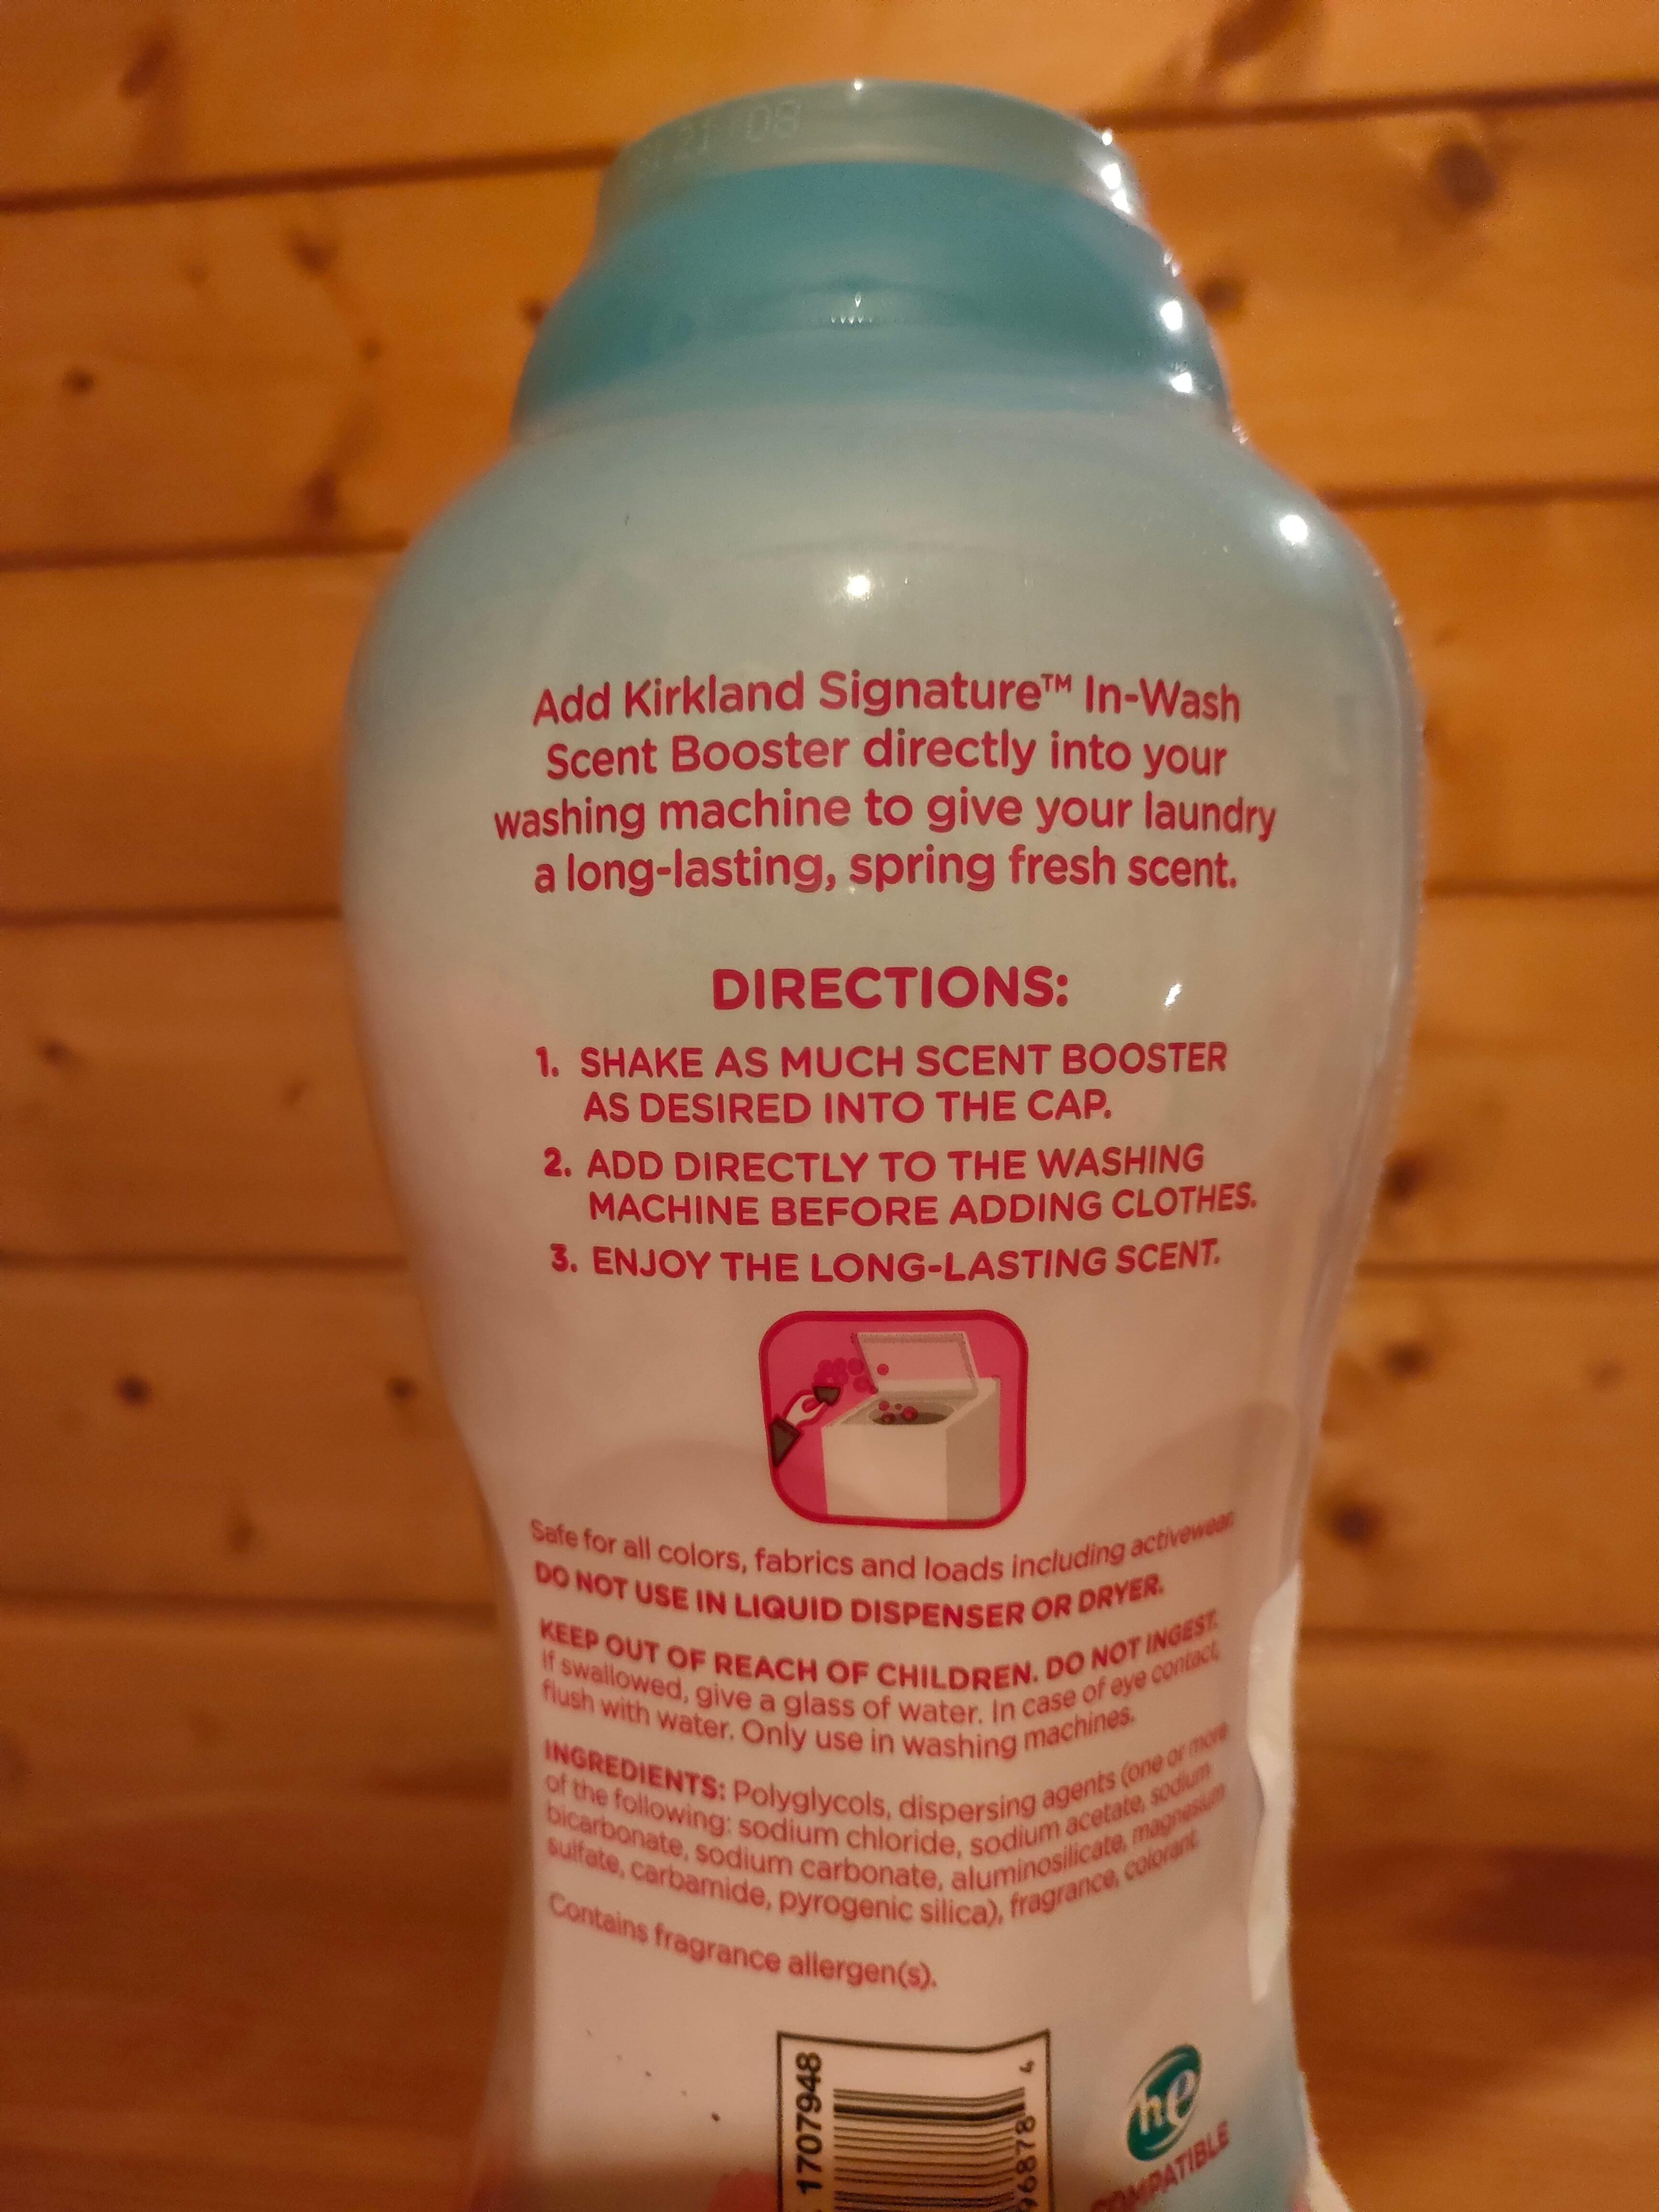 21 08
Add Kirkland Signature™ In-Wash
Scent Booster directly into your
washing machine to give your laundry
a long-lasting, spring fresh scent.
DIRECTIONS:
1. SHAKE AS MUCH SCENT BOOSTER
AS DESIRED INTO THE CAP.
2. ADD DIRECTLY TO THE WASHING
MACHINE BEFORE ADDING CLOTHES.
3. ENJOY THE LONG-LASTING SCENT.
Safe for all colors, fabrics and loads including activewear.
DO NOT USE IN LIQUID DISPENSER OR DRYER.
KEEP OUT OF REACH OF CHILDREN. DO NOT INGEST.
If swallowed, give a glass of water. In case of eye contact,
flush with water. Only use in washing machines.
INGREDIENTS: Polyglycols, dispersing agents (one or more
of the following: sodium chloride, sodium acetate, sodium
bicarbonate, sodium carbonate, aluminosilicate, magnesium
sulfate, carbamide, pyrogenic silica), fragrance, colorant.
Contains fragrance allergen(s).
1707948
96878 4
he
COMPATIBLE